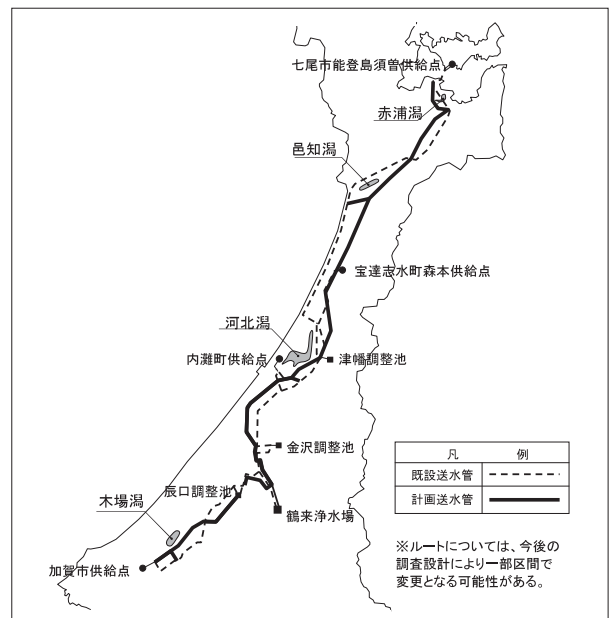 七尾市能登島須曽供給点
赤浦潟
邑知潟
宝達志水町森本供給点
河北潟
内灘町供給点
津幡調整池
金沢調整池
辰口調整池
木場潟
鶴来浄水場
加賀市供給点
凡 例
既設送水管
計画送水管
※ルートについては、今後の
調査設計により一部区間で
変更となる可能性がある。